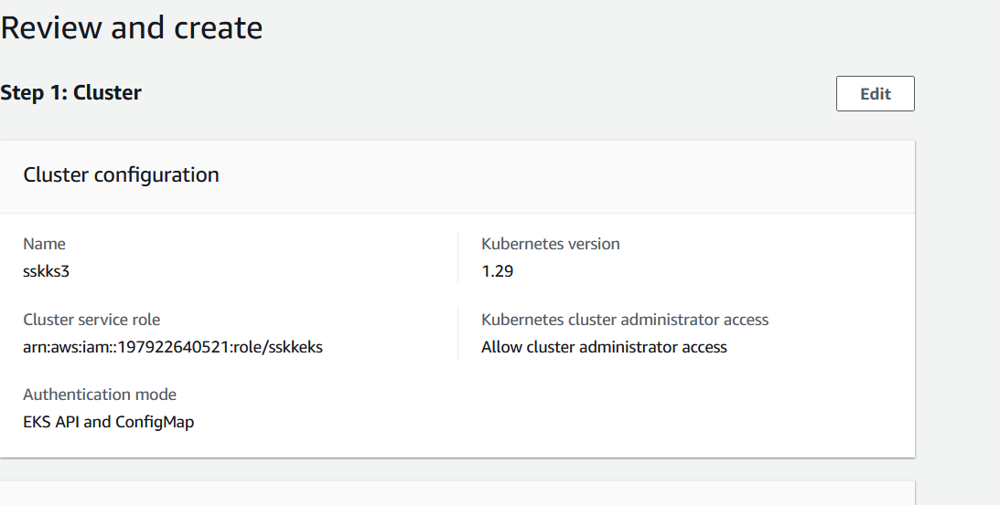 Review and create
Step 1: Cluster
Edit
Cluster configuration
Name
sskks3
Kubernetes version
1.29
Cluster service role
arn:aws:iam::197922640521:role/sskkeks
Kubernetes cluster administrator access
Allow cluster administrator access
Authentication mode
EKS API and ConfigMap